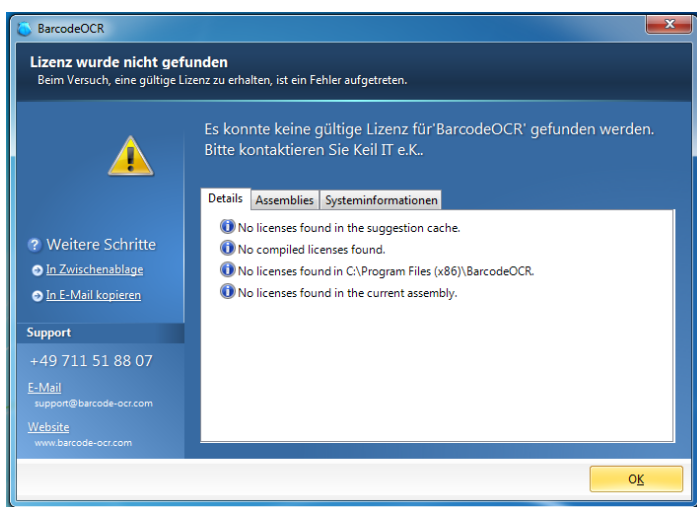 BarcodeOCR
Lizenz wurde nicht gefunden
Beim Versuch, eine gültige Lizenz zu erhalten, ist ein Fehler aufgetreten.
Es konnte keine gültige Lizenz für'BarcodeOCR' gefunden werden.
Bitte kontaktieren Sie Keil IT e.K..
Details Assemblies Systeminformationen
No licenses found in the suggestion cache.
No compiled licenses found.
No licenses found in C:\Program Files (x86)\BarcodeOCR.
No licenses found in the current assembly.
Weitere Schritte
In Zwischenablage
In E-Mail kopieren
Support
+49 711 51 88 07
E-Mail
support@barcode-ocr.com
Website
www.barcode-ocr.com
OK